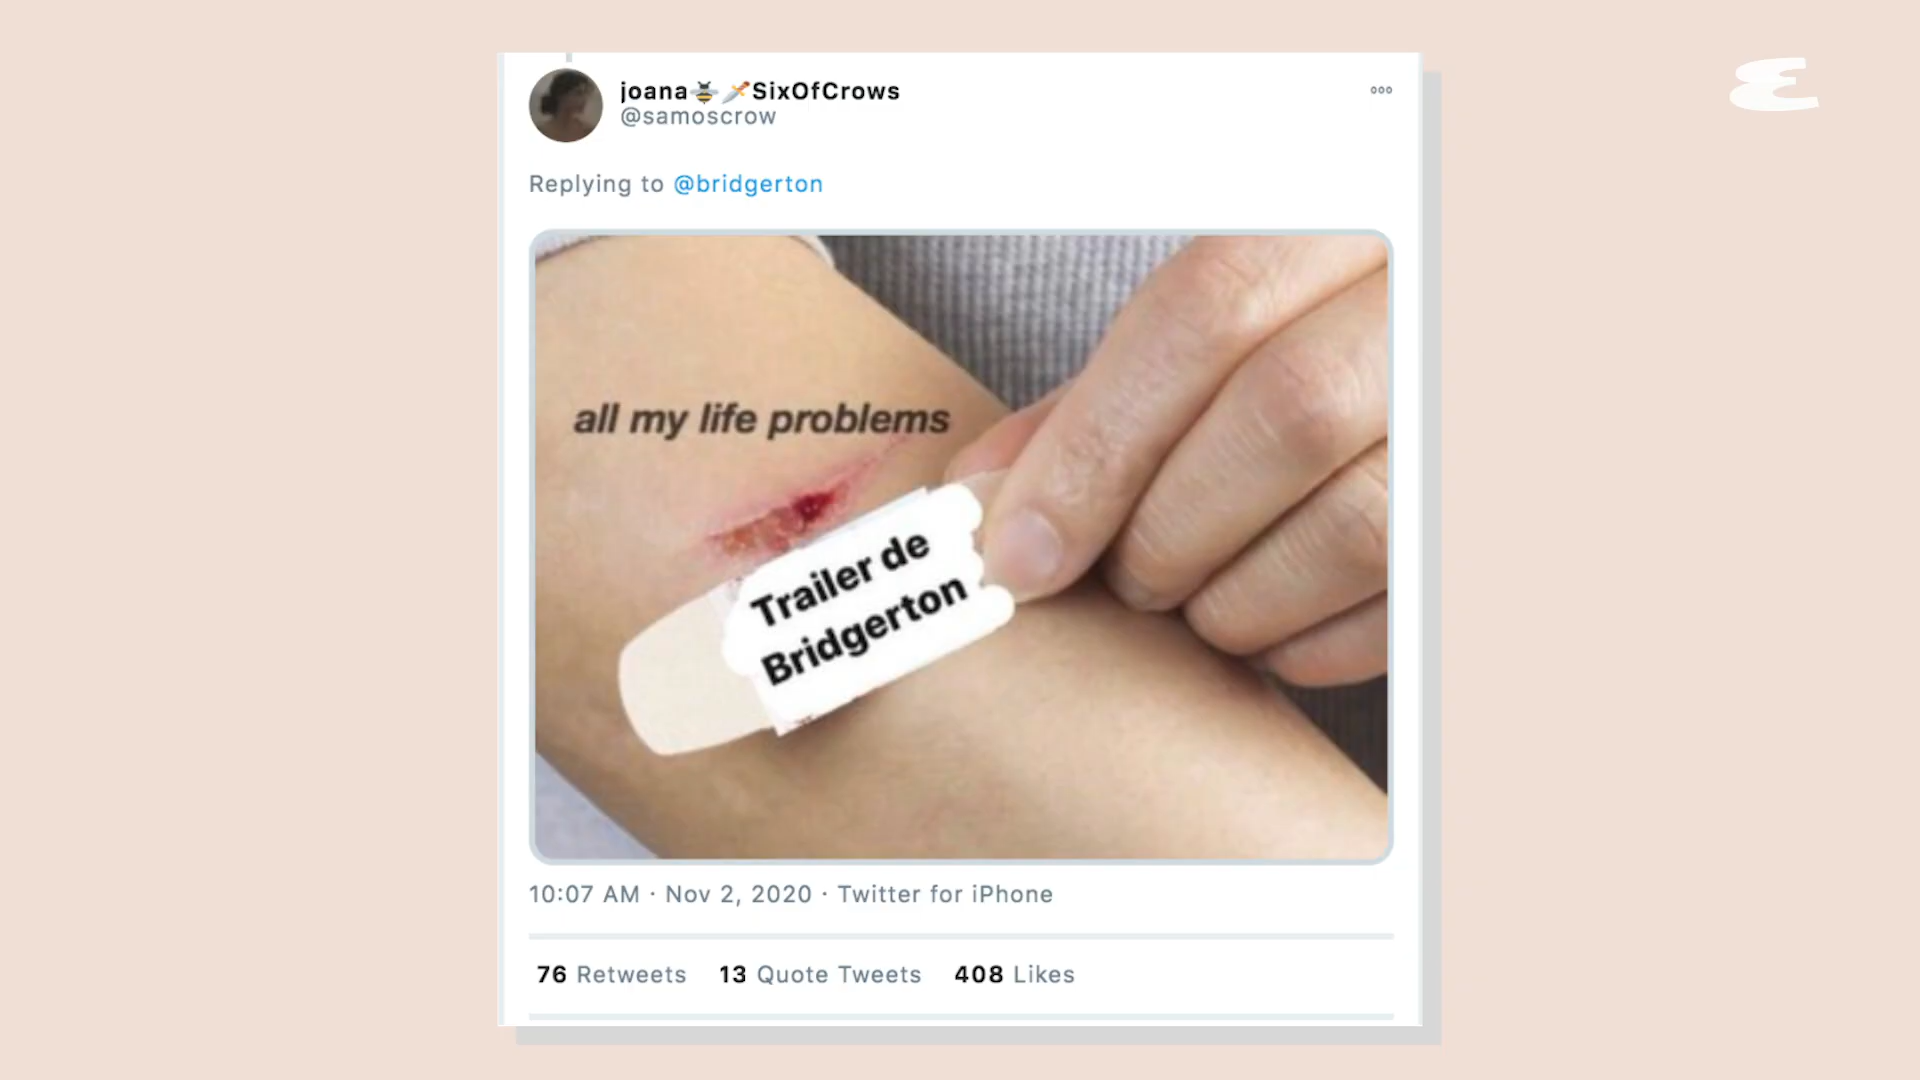 joana🐝🗡️SixOfCrows
@samoscrow
Replying to @bridgerton
all my life problems
Trailer de
Bridgerton
10:07 AM · Nov 2, 2020 · Twitter for iPhone
76 Retweets 13 Quote Tweets 408 Likes